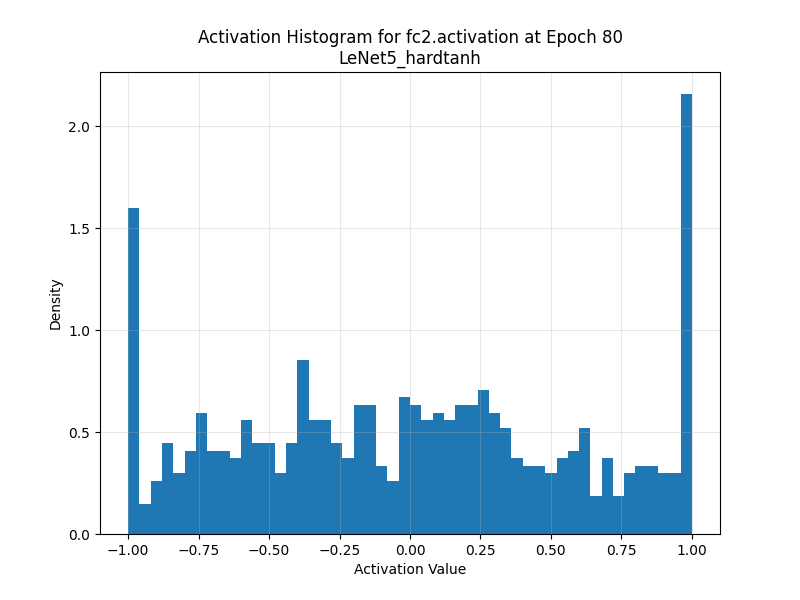 Activation Histogram for fc2.activation at Epoch 80
LeNet5_hardtanh
2.0
1.5
1.0
0.5
0.0
Density
−1.00 −0.75 −0.50 −0.25 0.00 0.25 0.50 0.75 1.00
Activation Value